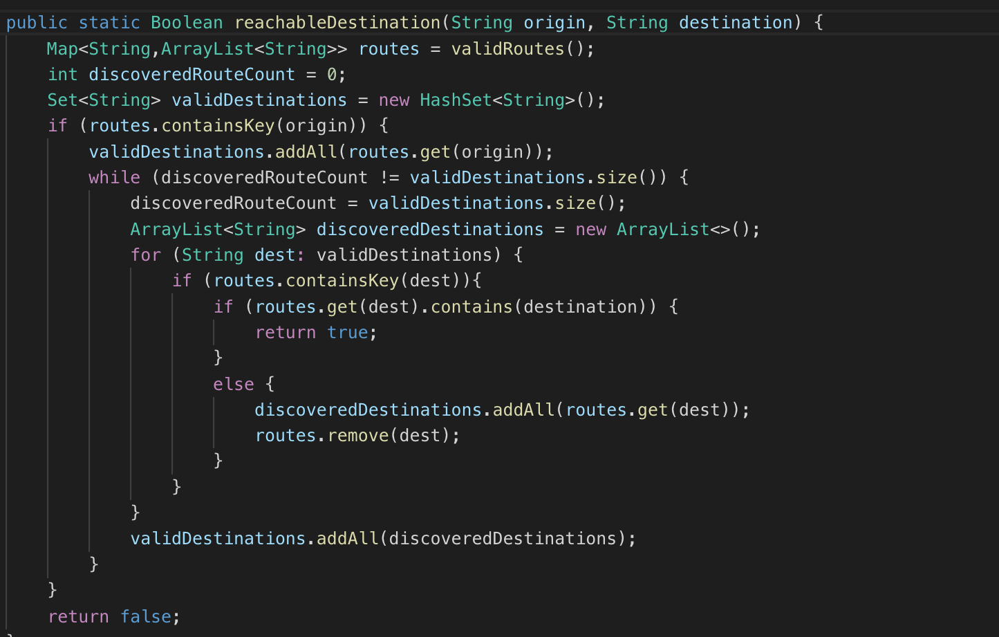 public static Boolean reachableDestination(String origin, String destination) {
    Map<String,ArrayList<String>> routes = validRoutes();
    int discoveredRouteCount = 0;
    Set<String> validDestinations = new HashSet<String>();
    if (routes.containsKey(origin)) {
        validDestinations.addAll(routes.get(origin));
        while (discoveredRouteCount != validDestinations.size()) {
            discoveredRouteCount = validDestinations.size();
            ArrayList<String> discoveredDestinations = new ArrayList<>();
            for (String dest: validDestinations) {
                if (routes.containsKey(dest)){
                    if (routes.get(dest).contains(destination)) {
                        return true;
                    }
                    else {
                        discoveredDestinations.addAll(routes.get(dest));
                        routes.remove(dest);
                    }
                }
            }
            validDestinations.addAll(discoveredDestinations);
        }
    }
    return false;
}